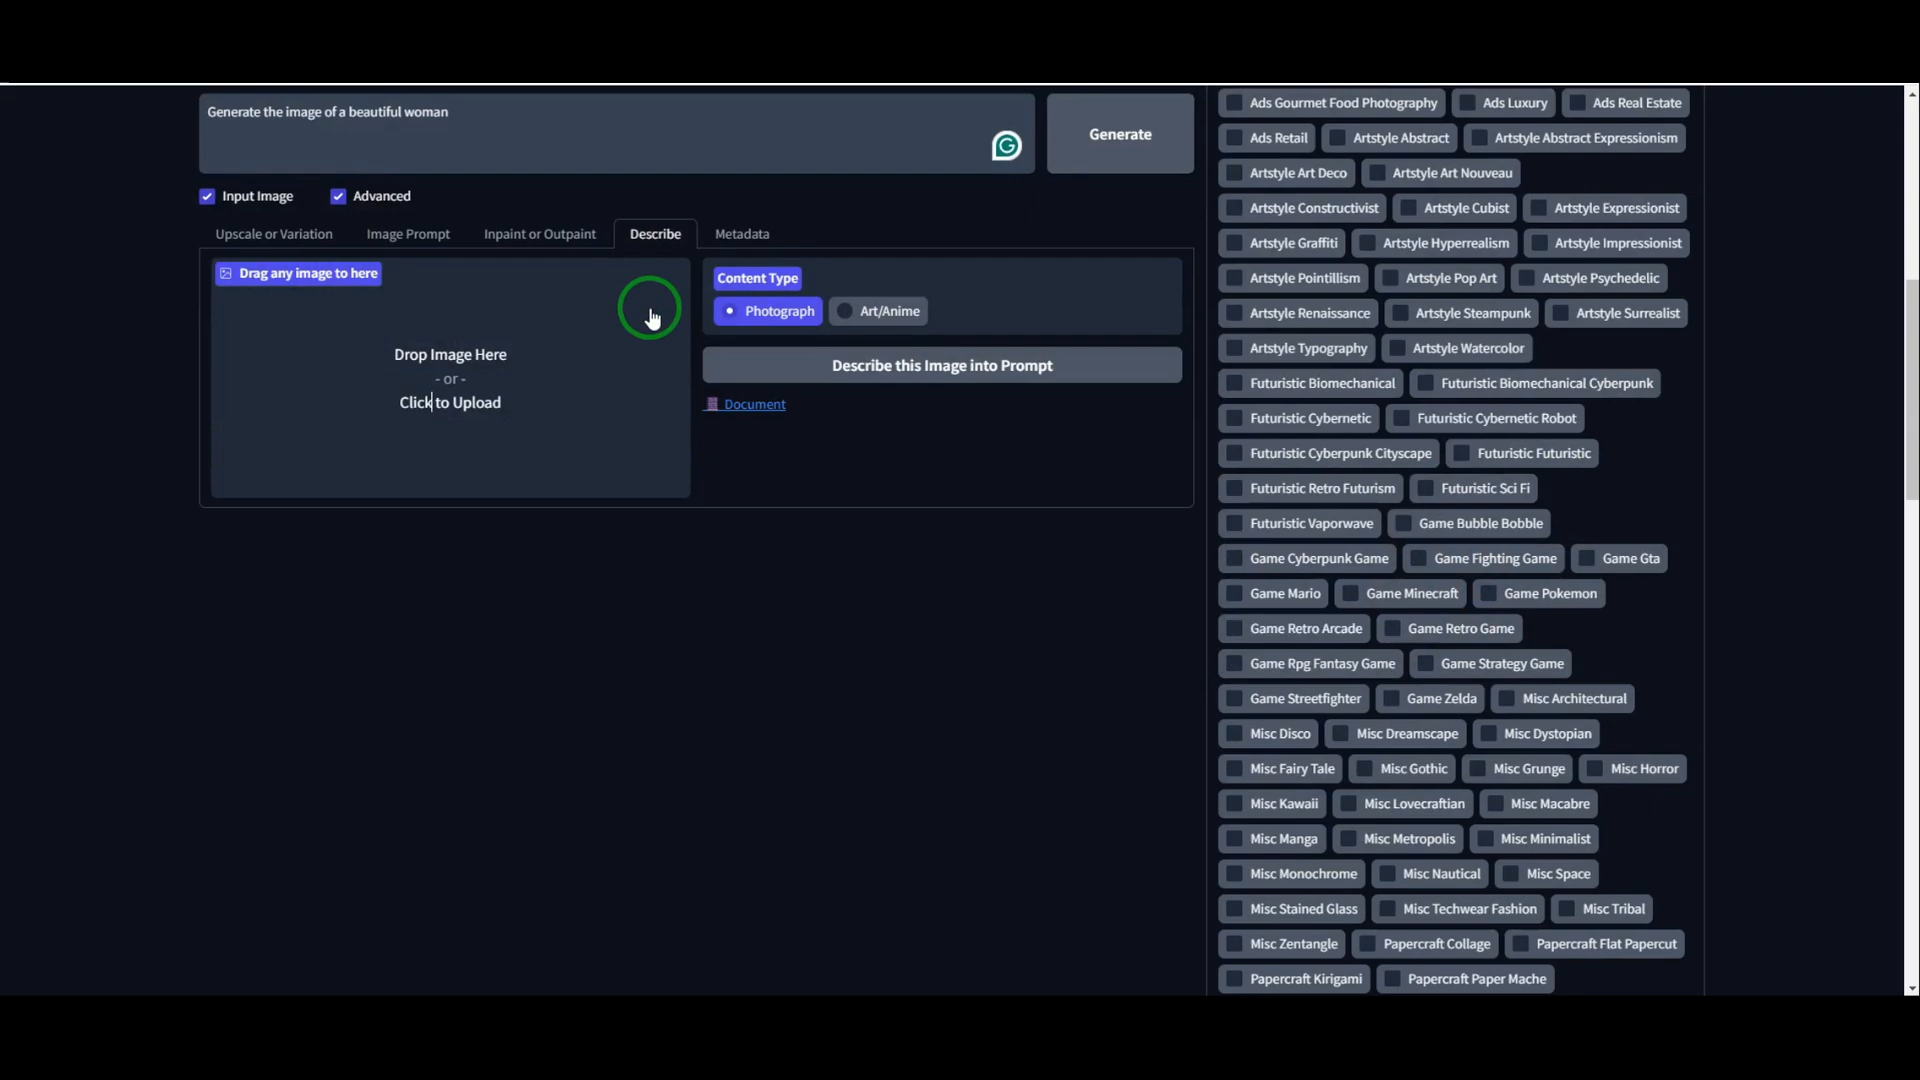 Generate the image of a beautiful woman
Generate
Input Image
Advanced
Upscale or Variation
Image Prompt
Inpaint or Outpaint
Describe
Metadata
Drag any image to here
Drop Image Here
- or -
Click to Upload
Content Type
Photograph
Art/Anime
Describe this Image into Prompt
Document
Ads Gourmet Food Photography
Ads Luxury
Ads Real Estate
Ads Retail
Artstyle Abstract
Artstyle Abstract Expressionism
Artstyle Art Deco
Artstyle Art Nouveau
Artstyle Constructivist
Artstyle Cubist
Artstyle Expressionist
Artstyle Graffiti
Artstyle Hyperrealism
Artstyle Impressionist
Artstyle Pointillism
Artstyle Pop Art
Artstyle Psychedelic
Artstyle Renaissance
Artstyle Steampunk
Artstyle Surrealist
Artstyle Typography
Artstyle Watercolor
Futuristic Biomechanical
Futuristic Biomechanical Cyberpunk
Futuristic Cybernetic
Futuristic Cybernetic Robot
Futuristic Cyberpunk Cityscape
Futuristic Futuristic
Futuristic Retro Futurism
Futuristic Sci Fi
Futuristic Vaporwave
Game Bubble Bobble
Game Cyberpunk Game
Game Fighting Game
Game Gta
Game Mario
Game Minecraft
Game Pokemon
Game Retro Arcade
Game Retro Game
Game Rpg Fantasy Game
Game Strategy Game
Game Streetfighter
Game Zelda
Misc Architectural
Misc Disco
Misc Dreamscape
Misc Dystopian
Misc Fairy Tale
Misc Gothic
Misc Grunge
Misc Horror
Misc Kawaii
Misc Lovecraftian
Misc Macabre
Misc Manga
Misc Metropolis
Misc Minimalist
Misc Monochrome
Misc Nautical
Misc Space
Misc Stained Glass
Misc Techwear Fashion
Misc Tribal
Misc Zentangle
Papercraft Collage
Papercraft Flat Papercut
Papercraft Kirigami
Papercraft Paper Mache